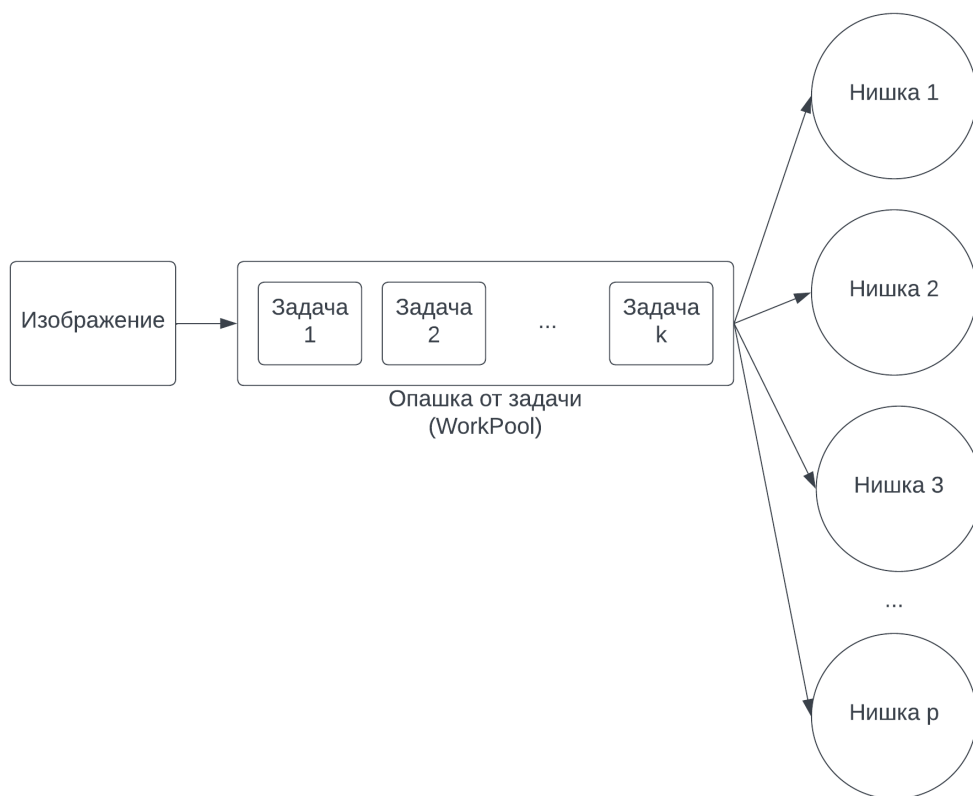 Изображение
Задача
1
Задача
2
...
Задача
k
Опашка от задачи
(WorkPool)
Нишка 1
Нишка 2
Нишка 3
...
Нишка p